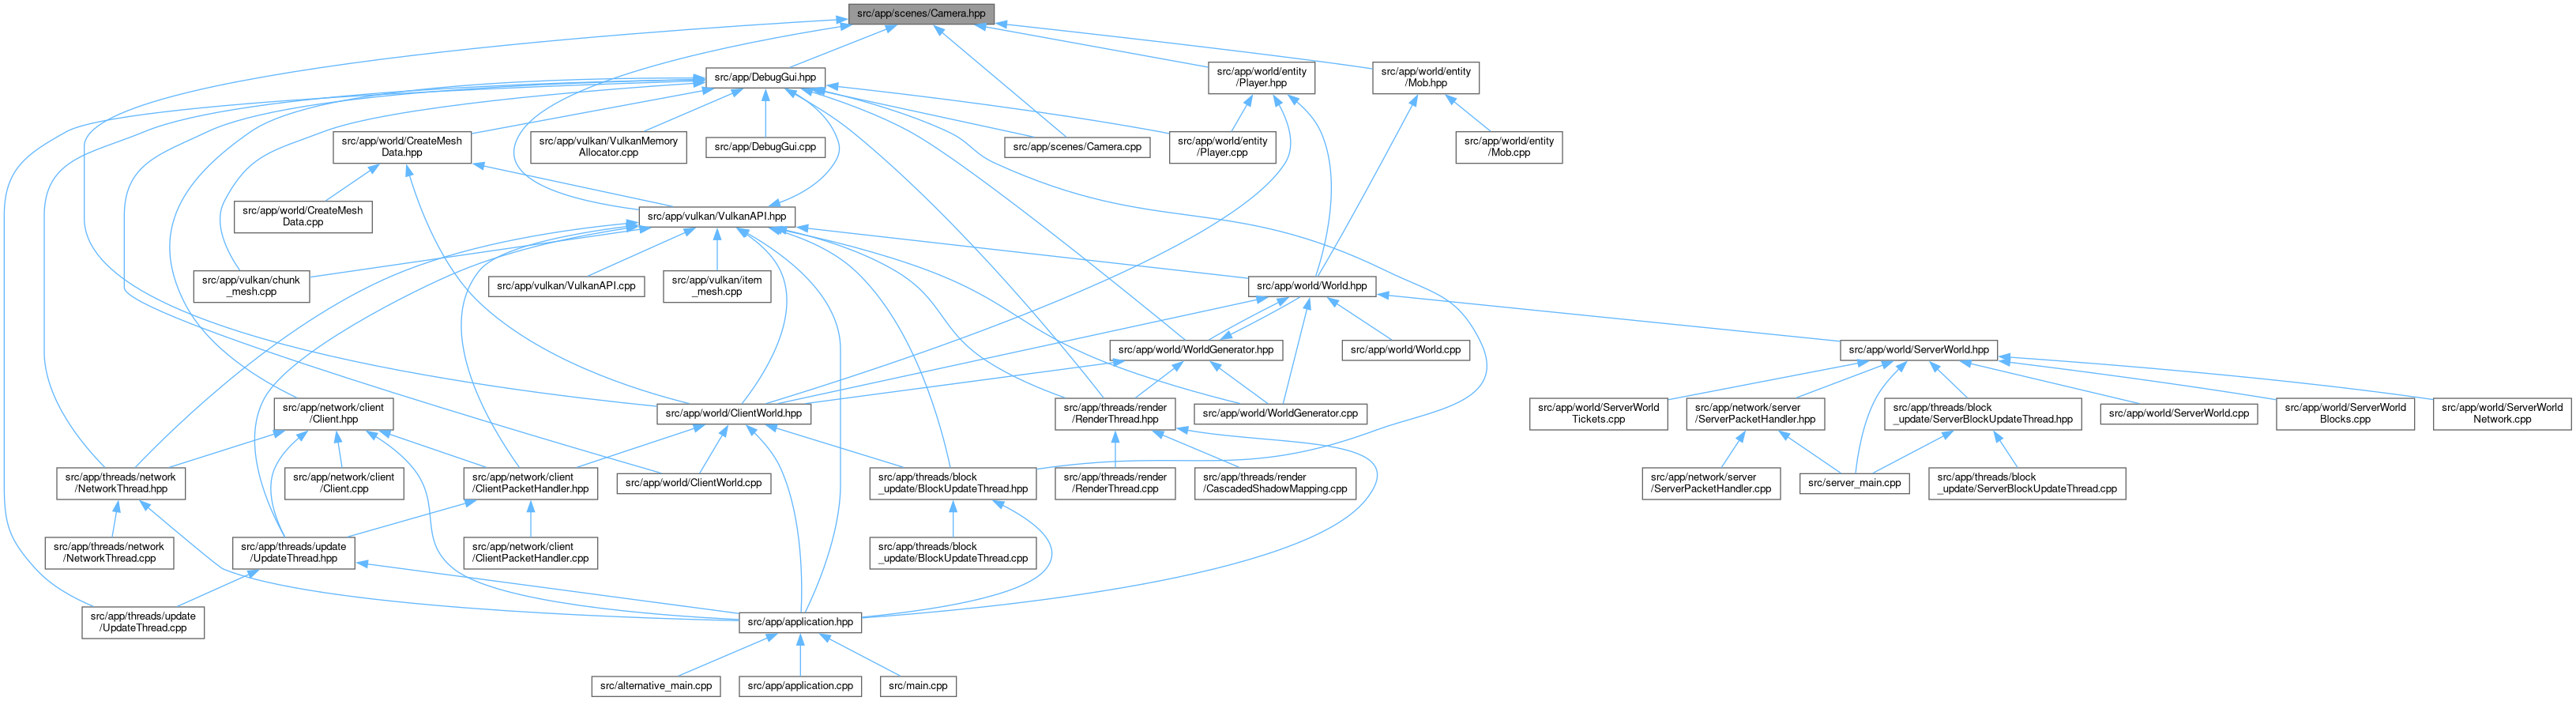 src/app/scenes/Camera.hpp
src/app/DebugGui.hpp
src/app/world/entity
/Player.hpp
src/app/world/entity
/Mob.hpp
src/app/world/CreateMesh
Data.hpp
src/app/vulkan/VulkanMemory
Allocator.cpp
src/app/DebugGui.cpp
src/app/scenes/Camera.cpp
src/app/world/entity
/Player.cpp
src/app/world/entity
/Mob.cpp
src/app/world/CreateMesh
Data.cpp
src/app/vulkan/VulkanAPI.hpp
src/app/vulkan/chunk
_mesh.cpp
src/app/vulkan/VulkanAPI.cpp
src/app/vulkan/item
_mesh.cpp
src/app/world/World.hpp
src/app/world/WorldGenerator.hpp
src/app/world/World.cpp
src/app/world/ServerWorld.hpp
src/app/network/client
/Client.hpp
src/app/world/ClientWorld.hpp
src/app/threads/render
/RenderThread.hpp
src/app/world/WorldGenerator.cpp
src/app/world/ServerWorld
Tickets.cpp
src/app/network/server
/ServerPacketHandler.hpp
src/app/threads/block
_update/ServerBlockUpdateThread.hpp
src/app/world/ServerWorld.cpp
src/app/world/ServerWorld
Blocks.cpp
src/app/world/ServerWorld
Network.cpp
src/app/threads/network
/NetworkThread.hpp
src/app/network/client
/Client.cpp
src/app/network/client
/ClientPacketHandler.hpp
src/app/world/ClientWorld.cpp
src/app/threads/block
_update/BlockUpdateThread.hpp
src/app/threads/render
/RenderThread.cpp
src/app/threads/render
/CascadedShadowMapping.cpp
src/app/network/server
/ServerPacketHandler.cpp
src/server_main.cpp
src/app/threads/block
_update/ServerBlockUpdateThread.cpp
src/app/threads/network
/NetworkThread.cpp
src/app/threads/update
/UpdateThread.hpp
src/app/network/client
/ClientPacketHandler.cpp
src/app/threads/block
_update/BlockUpdateThread.cpp
src/app/threads/update
/UpdateThread.cpp
src/app/application.hpp
src/alternative_main.cpp
src/app/application.cpp
src/main.cpp